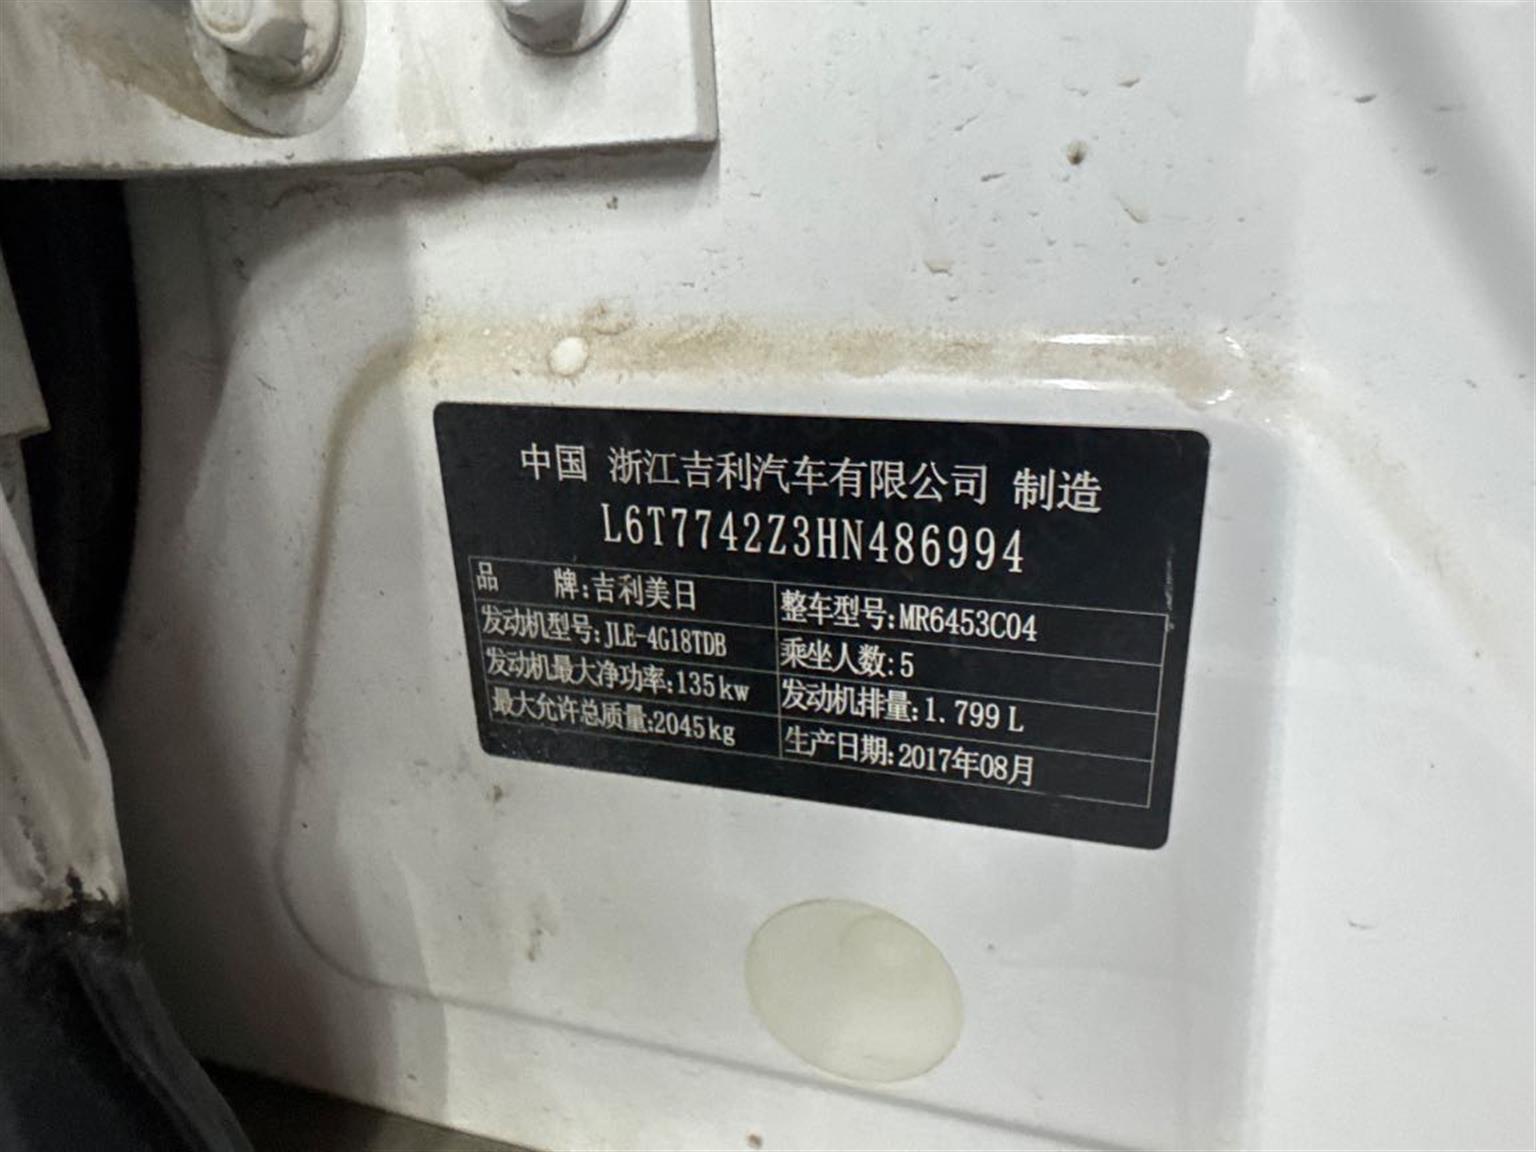 中国 浙江吉利汽车有限公司 制造
L6T7742Z3HN486994
品 牌:吉利美日 整车型号:MR6453C04
发动机型号:JLE-4G18TDB 乘坐人数:5
发动机最大净功率:135kw 发动机排量:1.799L
最大允许总质量:2045kg 生产日期:2017年08月